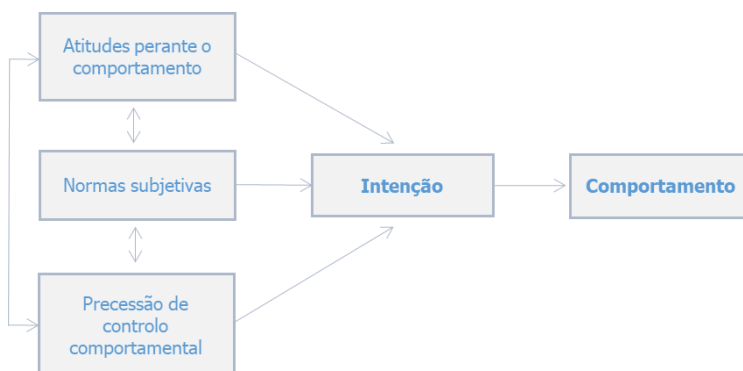 Atitudes perante o
comportamento
Normas subjetivas
Precessão de
controlo
comportamental
Intenção
Comportamento